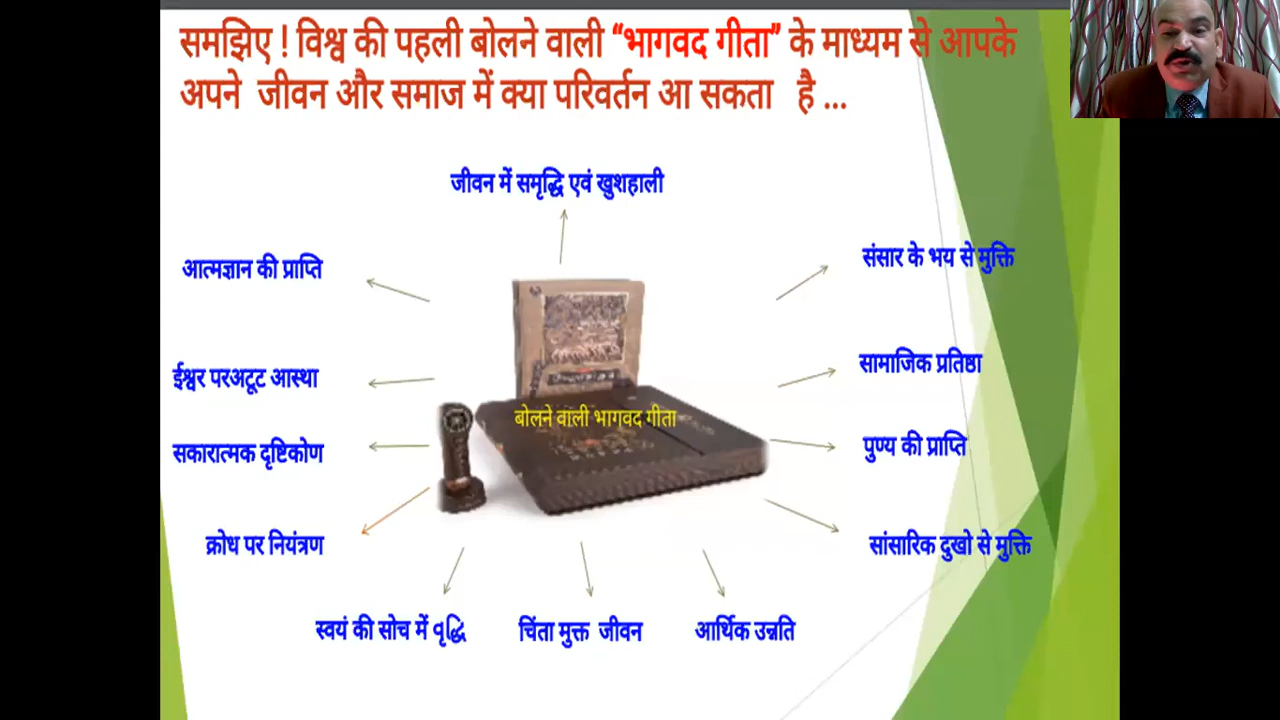 समझिए ! विश्व की पहली बोलने वाली “भागवद गीता” के माध्यम से आपके
अपने जीवन और समाज में क्या परिवर्तन आ सकता है ...
जीवन में समृद्धि एवं खुशहाली
आत्मज्ञान की प्राप्ति
संसार के भय से मुक्ति
ईश्वर परअटूट आस्था
सामाजिक प्रतिष्ठा
बोलने वाली भागवद गीता
सकारात्मक दृष्टिकोण
पुण्य की प्राप्ति
क्रोध पर नियंत्रण
सांसारिक दुखो से मुक्ति
स्वयं की सोच में वृद्धि
चिंता मुक्त जीवन
आर्थिक उन्नति